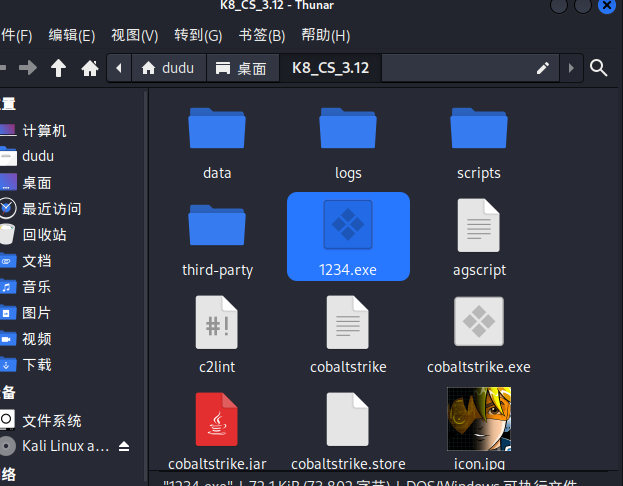 K8_CS_3.12 - Thunar
件(F) 编辑(E) 视图(V) 转到(G) 书签(B) 帮助(H)
dudu 桌面 K8_CS_3.12
置
计算机
dudu
桌面
最近访问
回收站
文档
音乐
图片
视频
下载
备
文件系统
Kali Linux a...
络
data logs scripts
third-party 1234.exe agscript
#!
c2lint cobaltstrike cobaltstrike.exe
cobaltstrike.jar cobaltstrike.store icon.jpg
"1234.exe" | 72.1 KiB (73,802 字节) | DOS/Windows 可执行文件